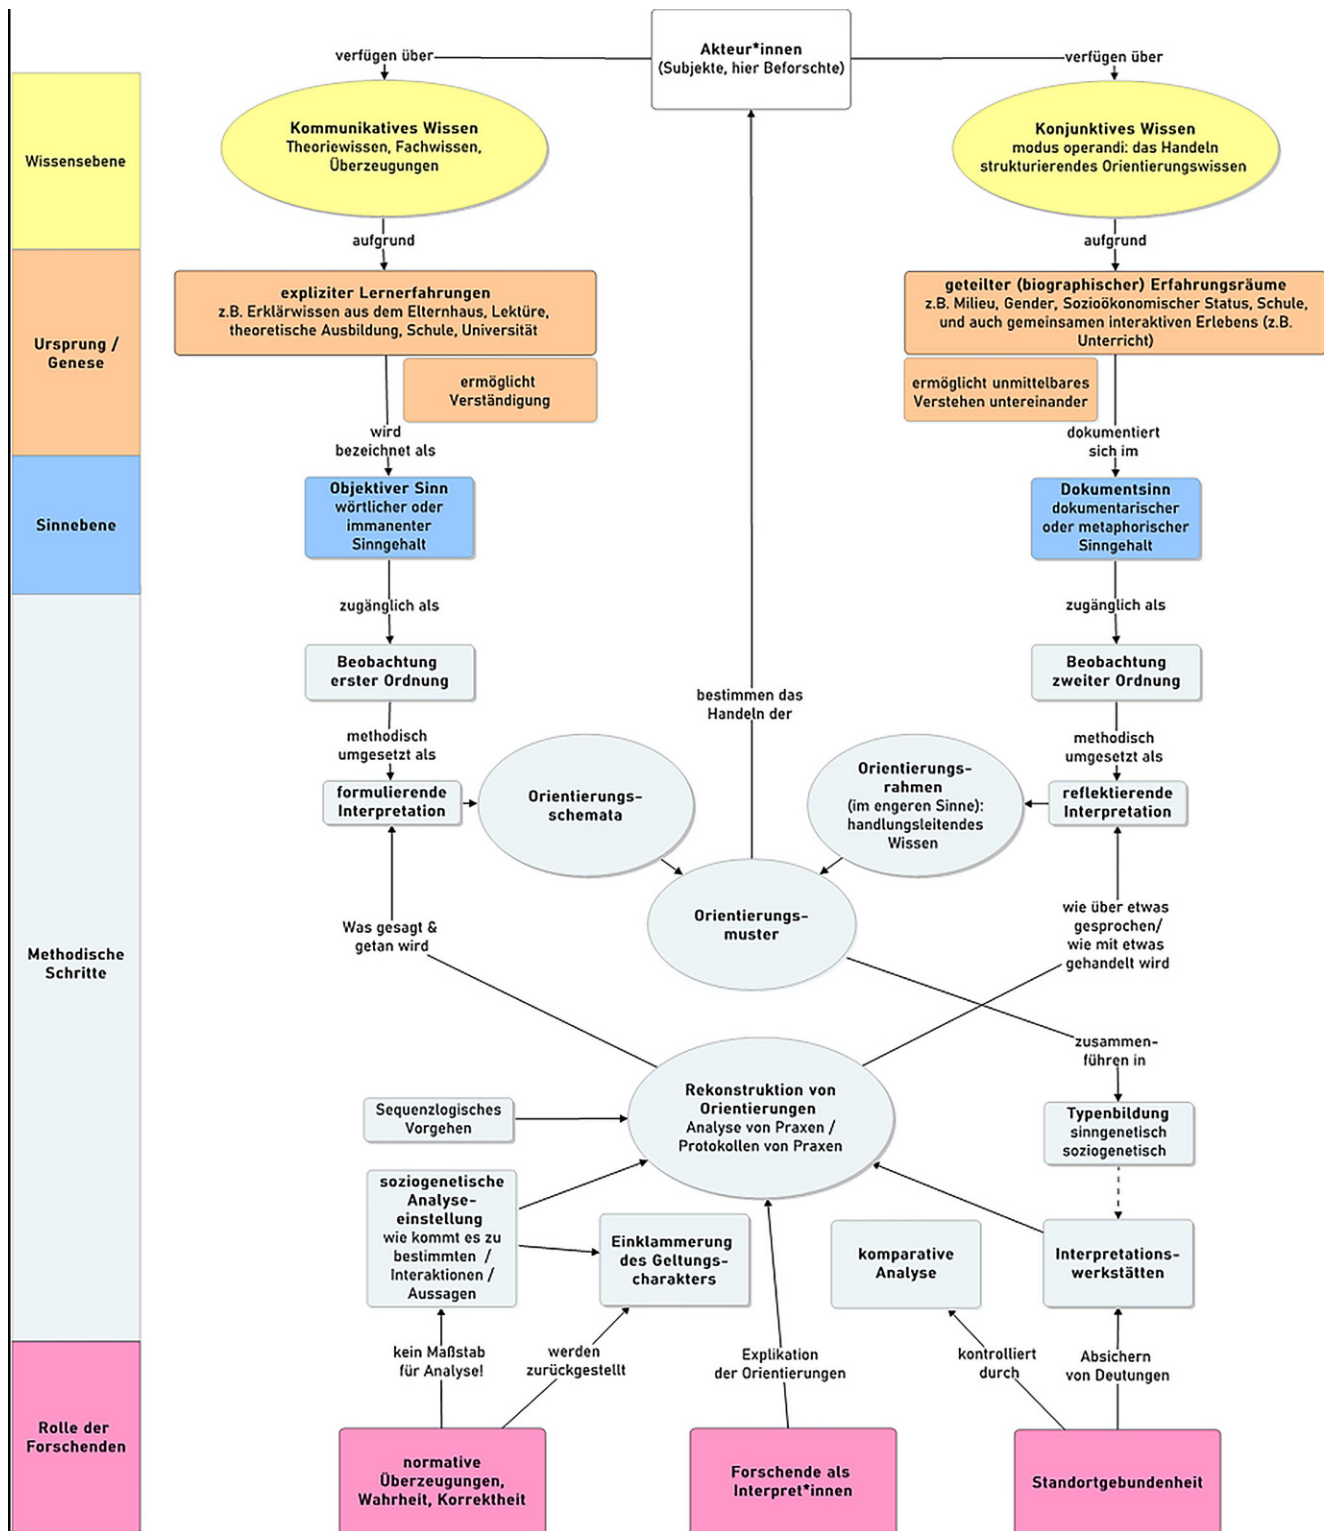 Akteur*innen
(Subjekte, hier Beforschte)
verfügen über
verfügen über
Wissensebene
Kommunikatives Wissen
Theoriewissen, Fachwissen,
Überzeugungen
Konjunktives Wissen
modus operandi: das Handeln
strukturierendes Orientierungswissen
aufgrund
aufgrund
Ursprung /
Genese
expliziter Lernerfahrungen
z.B. Erklärwissen aus dem Elternhaus, Lektüre,
theoretische Ausbildung, Schule, Universität
geteilter (biographischer) Erfahrungsräume
z.B. Milieu, Gender, Sozioökonomischer Status, Schule,
und auch gemeinsamen interaktiven Erlebens (z.B.
Unterricht)
ermöglicht
Verständigung
ermöglicht unmittelbares
Verstehen untereinander
wird
bezeichnet als
dokumentiert
sich im
Sinnebene
Objektiver Sinn
wörtlicher oder
immanenter
Sinngehalt
Dokumentsinn
dokumentarischer
oder metaphorischer
Sinngehalt
zugänglich als
zugänglich als
Methodische
Schritte
Beobachtung
erster Ordnung
Beobachtung
zweiter Ordnung
bestimmen das
Handeln der
methodisch
umgesetzt als
methodisch
umgesetzt als
formulierende
Interpretation
Orientierungs-
schemata
Orientierungs-
rahmen
(im engeren Sinne):
handlungsleitendes
Wissen
reflektierende
Interpretation
Orientierungs-
muster
Was gesagt &
getan wird
wie über etwas
gesprochen/
wie mit etwas
gehandelt wird
zusammen-
führen in
Rekonstruktion von
Orientierungen
Analyse von Praxen /
Protokollen von Praxen
Sequenzlogisches
Vorgehen
Typenbildung
sinngenetisch
soziogenetisch
soziogenetische
Analyse-
einstellung
wie kommt es zu
bestimmten /
Interaktionen /
Aussagen
Einklammerung
des Geltungs-
charakters
komparative
Analyse
Interpretations-
werkstätten
kein Maßstab
für Analyse!
werden
zurückgestellt
Explikation
der Orientierungen
kontrolliert
durch
Absichern
von Deutungen
Rolle der
Forschenden
normative
Überzeugungen,
Wahrheit, Korrektheit
Forschende als
Interpret*innen
Standortgebundenheit